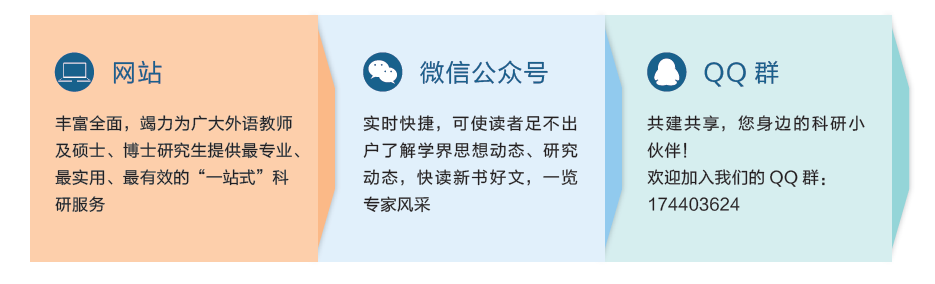 网站
丰富全面，竭力为广大外语教师
及硕士、博士研究生提供最专业、
最实用、最有效的“一站式”科
研服务
微信公众号
实时快捷，可使读者足不出
户了解学界思想动态、研究
动态，快读新书好文，一览
专家风采
QQ 群
共建共享，您身边的科研小
伙伴！
欢迎加入我们的 QQ 群：
174403624